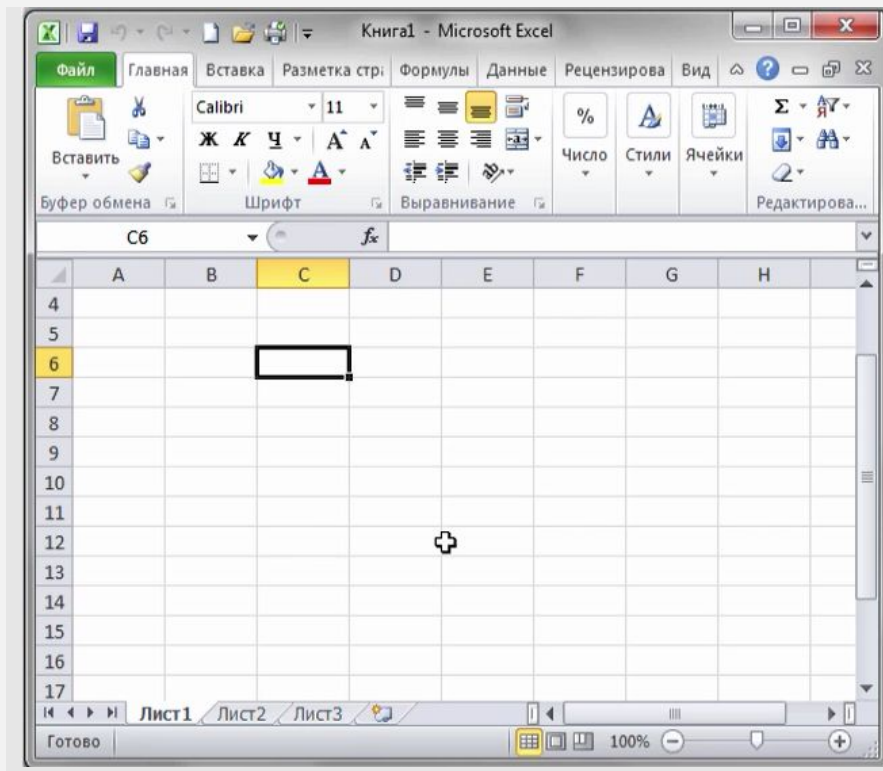 Книга1 - Microsoft Excel
Файл Главная Вставка Разметка стра Формулы Данные Рецензирова Вид
Вставить
Calibri 11
Ж К Ч А А
А
%
Число
Стили
Ячейки
Σ
Буфер обмена Шрифт Выравнивание Редактирова...
C6 fx
A B C D E F G H
4
5
6
7
8
9
10
11
12
13
14
15
16
17
Лист1 Лист2 Лист3
Готово 100%